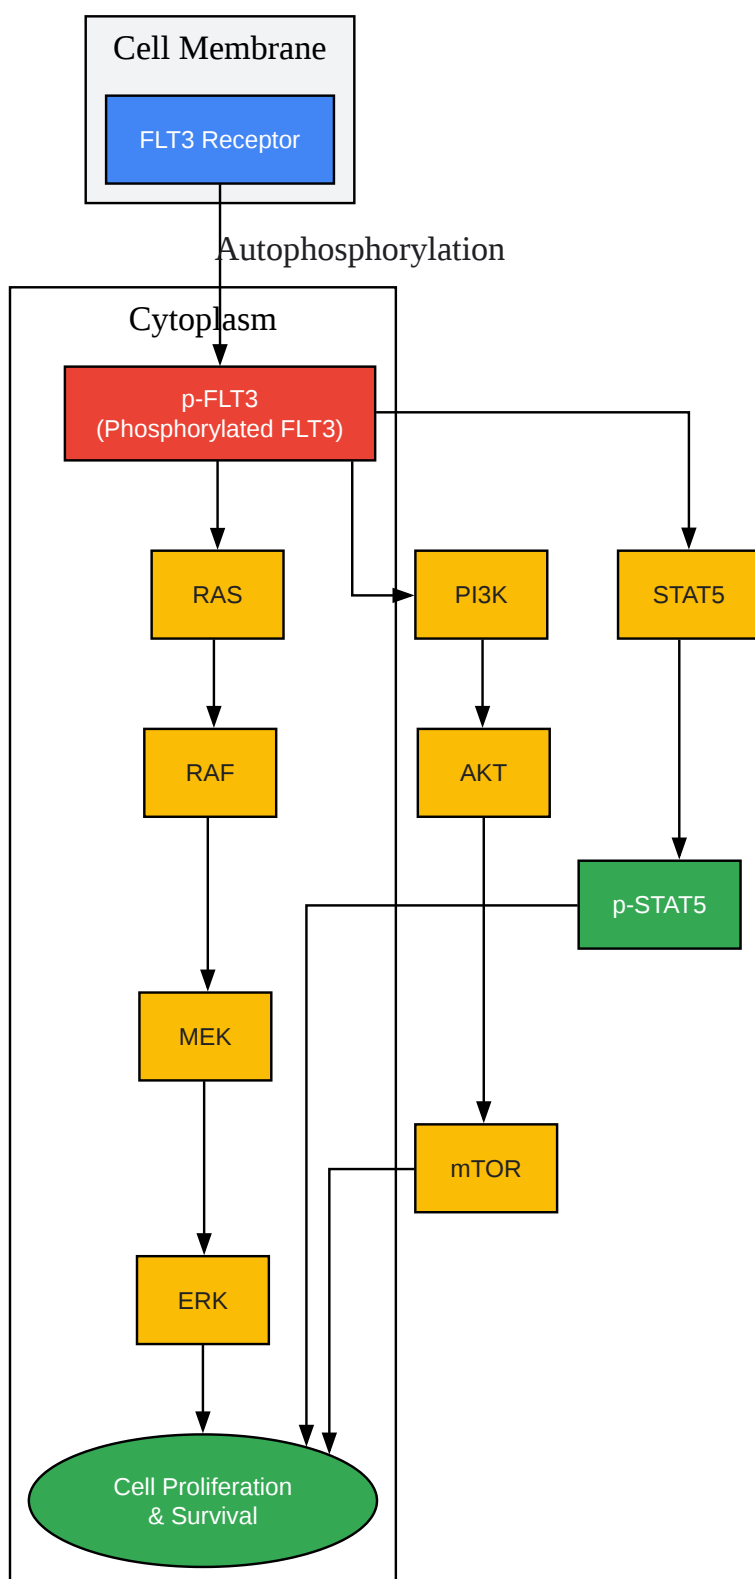 Cell Membrane
FLT3 Receptor
Autophosphorylation
Cytoplasm
p-FLT3
(Phosphorylated FLT3)
RAS
PI3K
STAT5
RAF
AKT
p-STAT5
MEK
mTOR
ERK
Cell Proliferation
& Survival